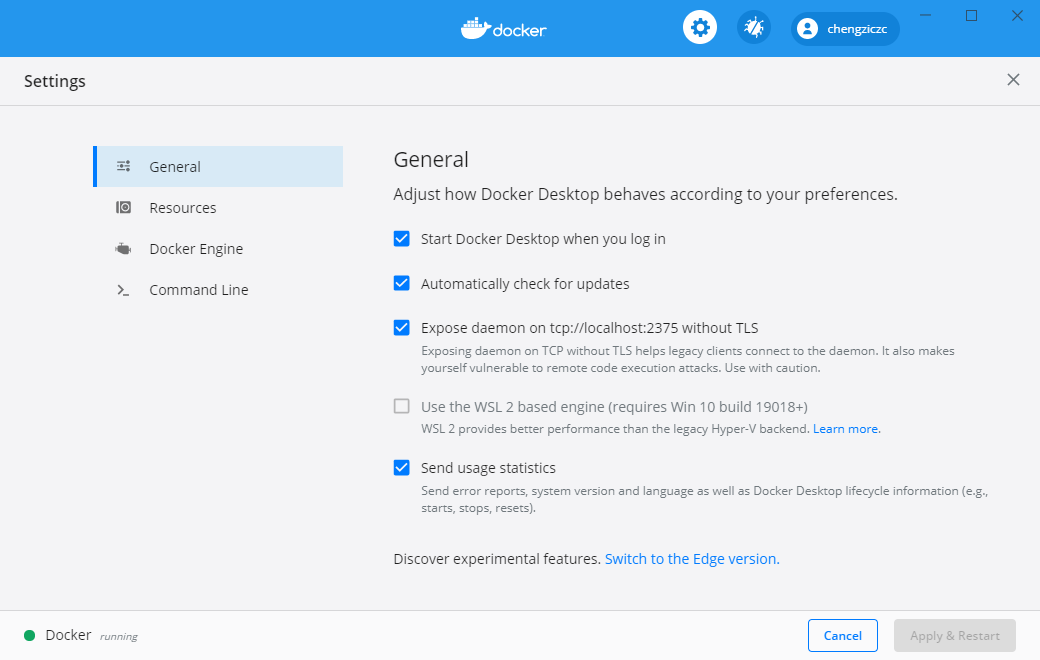 docker
chengziczc
Settings
General
Resources
Docker Engine
Command Line
General
Adjust how Docker Desktop behaves according to your preferences.
Start Docker Desktop when you log in
Automatically check for updates
Expose daemon on tcp://localhost:2375 without TLS
Exposing daemon on TCP without TLS helps legacy clients connect to the daemon. It also makes
yourself vulnerable to remote code execution attacks. Use with caution.
Use the WSL 2 based engine (requires Win 10 build 19018+)
WSL 2 provides better performance than the legacy Hyper-V backend. Learn more.
Send usage statistics
Send error reports, system version and language as well as Docker Desktop lifecycle information (e.g.,
starts, stops, resets).
Discover experimental features. Switch to the Edge version.
Docker running
Cancel
Apply & Restart